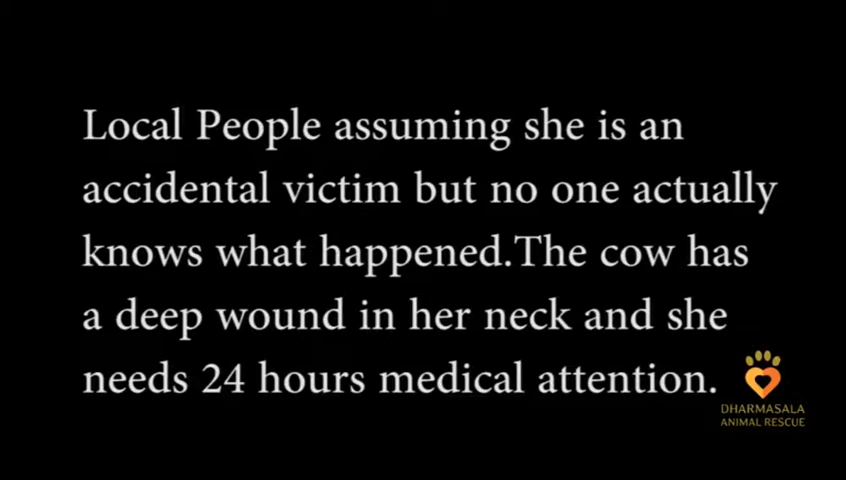 Local People assuming she is an
accidental victim but no one actually
knows what happened.The cow has
a deep wound in her neck and she
needs 24 hours medical attention.
DHARMASALA
ANIMAL RESCUE